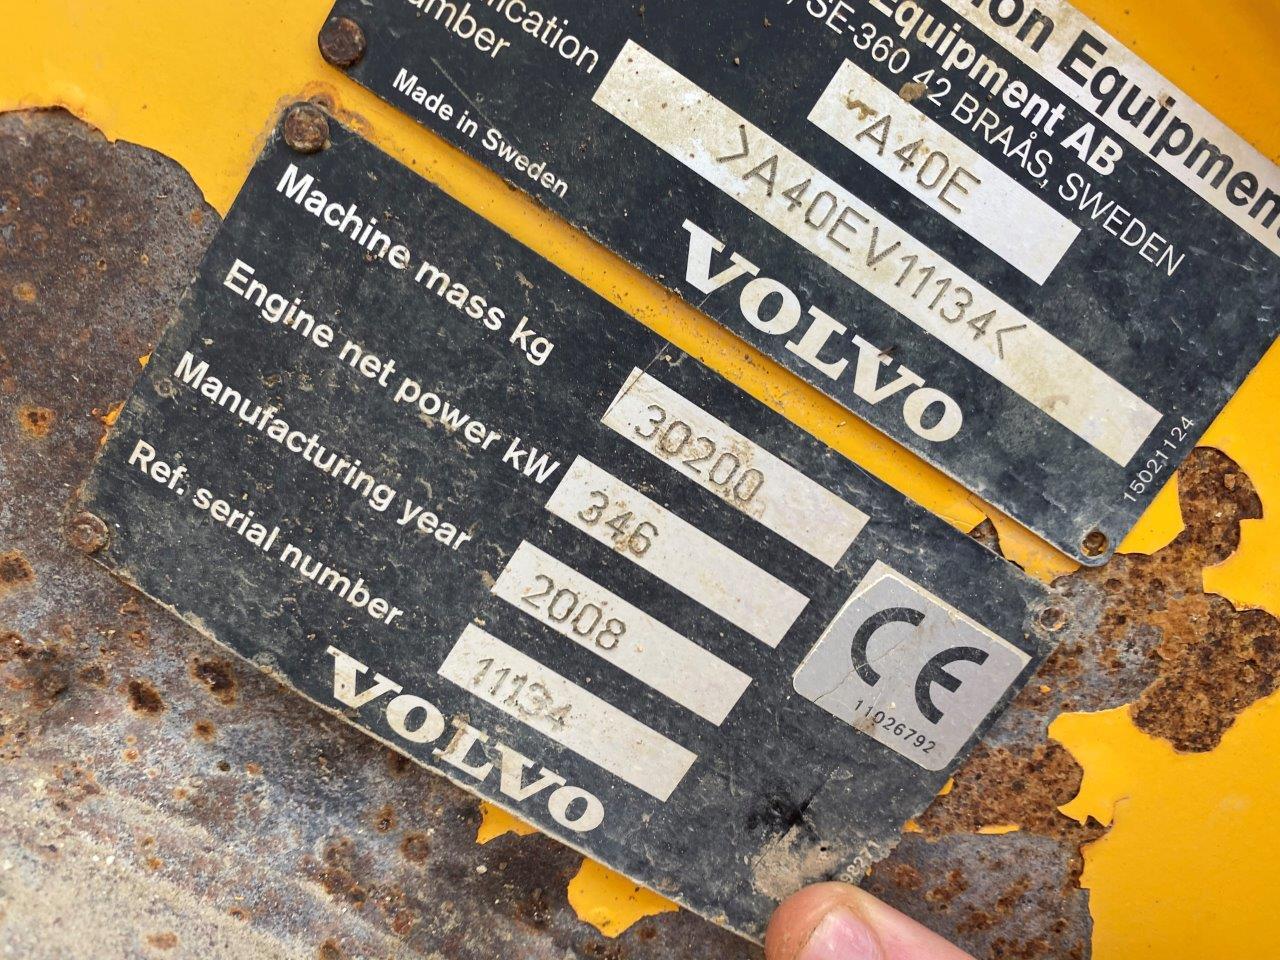 ion Equipment
Equipment AB
SE-360 42 BRAÅS, SWEDEN
A40E
ication
umber
>A40EV11134<
Made in Sweden
VOLVO
15021124
Machine mass kg
30200
Engine net power kW
346
Manufacturing year
2008
Ref. serial number
11134
VOLVO
CE
11026792